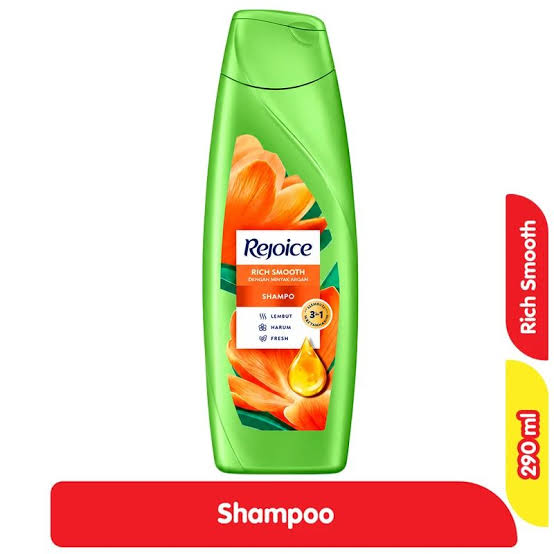 Rejoice
RICH SMOOTH
DENGAN MINYAK ARGAN
SHAMPO
LEMBUT
HARUM
FRESH
3in1
Rich Smooth
290 ml
Shampoo